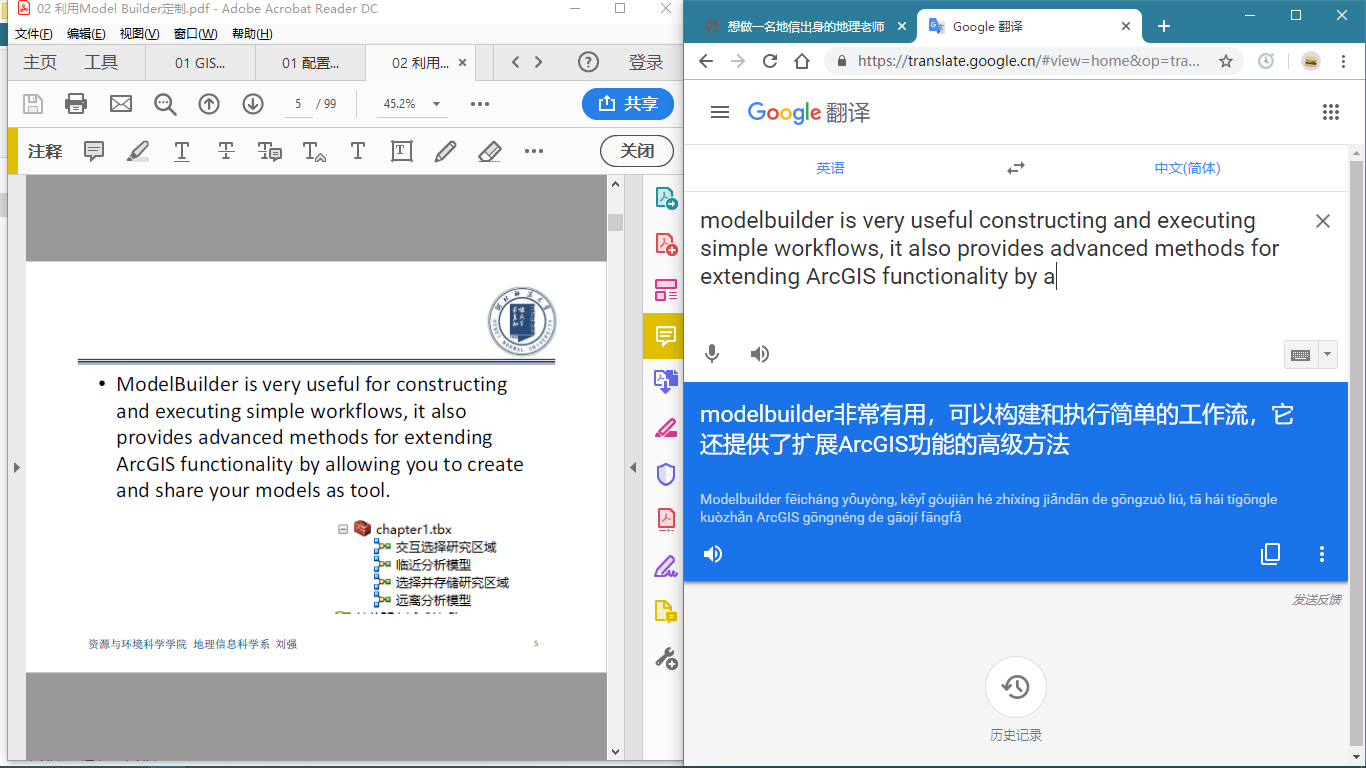 02 利用Model Builder定制.pdf - Adobe Acrobat Reader DC
文件(F) 编辑(E) 视图(V) 窗口(W) 帮助(H)
主页 工具 01 GIS... 01 配置... 02 利用... 登录
5 / 99 45.2% 共享
注释 关闭
• ModelBuilder is very useful for constructing
and executing simple workflows, it also
provides advanced methods for extending
ArcGIS functionality by allowing you to create
and share your models as tool.
chapter1.tbx
交互选择研究区域
临近分析模型
选择并存储研究区域
远离分析模型
资源与环境科学学院 地理信息科学系 刘强
5
想做一名地信出身的地理老师 Google 翻译
https://translate.google.cn/#view=home&op=tra...
Google 翻译
英语 中文(简体)
modelbuilder is very useful constructing and executing
simple workflows, it also provides advanced methods for
extending ArcGIS functionality by a
modelbuilder非常有用，可以构建和执行简单的工作流，它
还提供了扩展ArcGIS功能的高级方法
Modelbuilder fēicháng yǒuyòng, kěyǐ gòujiàn hé zhíxíng jiǎndān de gōngzuò liú, tā hái tígōngle
kuòzhǎn ArcGIS gōngnéng de gāojí fāngfǎ
发送反馈
历史记录